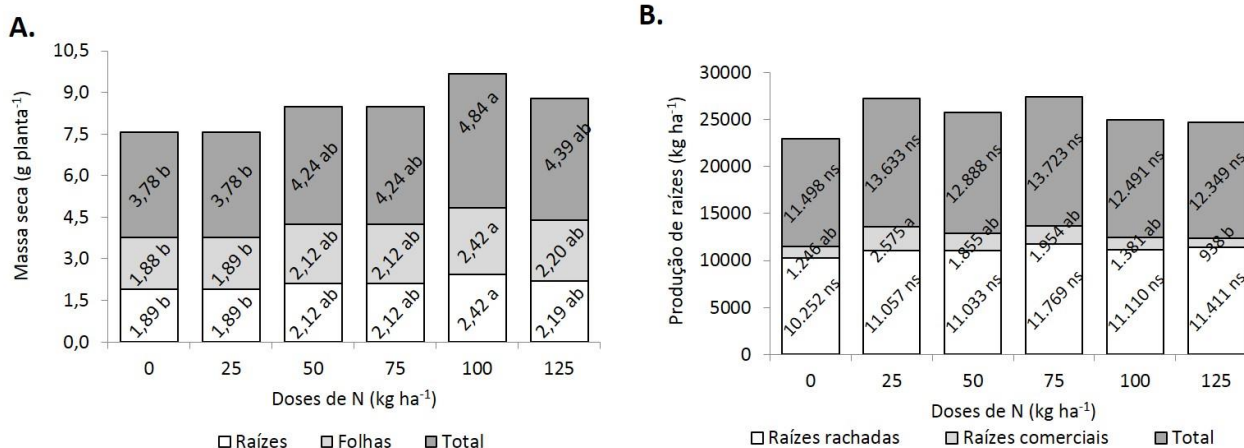 A.
Massa seca (g planta⁻¹)
10,5
9,0
7,5
6,0
4,5
3,0
1,5
0,0
3,78 b
3,78 b
4,24 ab
4,24 ab
4,84 a
4,39 ab
1,88 b
1,89 b
2,12 ab
2,12 ab
2,42 a
2,20 ab
1,89 b
1,89 b
2,12 ab
2,12 ab
2,42 a
2,19 ab
0 25 50 75 100 125
Doses de N (kg ha⁻¹)
Raízes Folhas Total
B.
Produção de raízes (kg ha⁻¹)
30000
25000
20000
15000
10000
5000
0
11.498 ns
13.633 ns
12.888 ns
13.723 ns
12.491 ns
12.349 ns
1.246 ab
2.575 a
1.855 ab
1.954 ab
1.381 ab
938 b
10.252 ns
11.057 ns
11.033 ns
11.769 ns
11.110 ns
11.411 ns
0 25 50 75 100 125
Doses de N (kg ha⁻¹)
Raízes rachadas Raízes comerciais Total